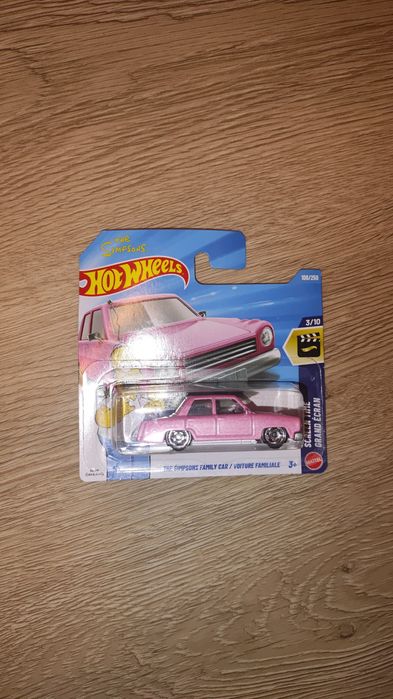 THE
SIMPSONS
HOT WHEELS
108/250
3/10
SCREEN TIME
GRAND ÉCRAN
THE SIMPSONS FAMILY CAR / VOITURE FAMILIALE
3+
MATTEL